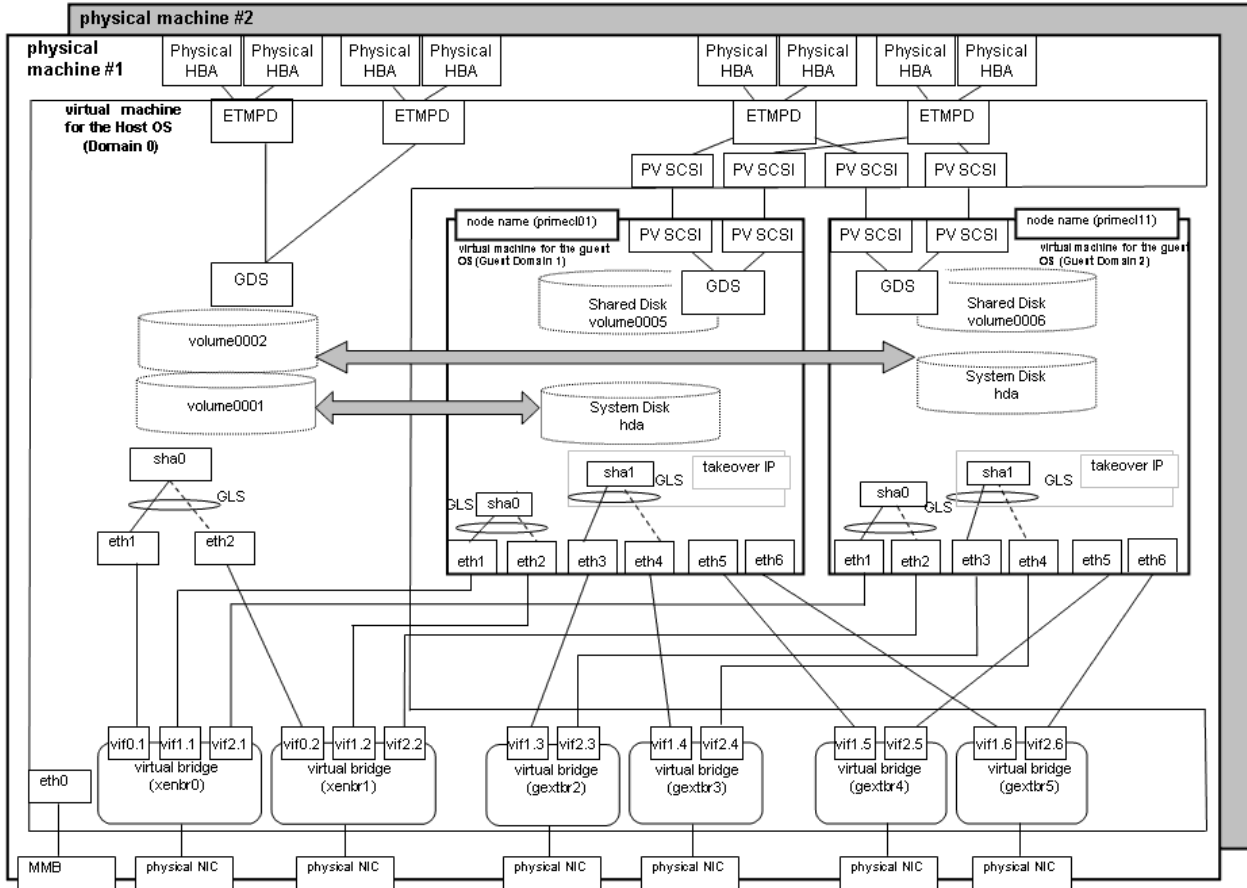 physical machine #2
physical
machine #1
Physical
HBA
Physical
HBA
Physical
HBA
Physical
HBA
Physical
HBA
Physical
HBA
Physical
HBA
Physical
HBA
virtual machine
for the Host OS
(Domain 0)
ETMPD
ETMPD
ETMPD
ETMPD
PV SCSI
PV SCSI
PV SCSI
PV SCSI
node name (primecl01)
virtual machine for the guest
OS (Guest Domain 1)
PV SCSI
PV SCSI
PV SCSI
PV SCSI
node name (primecl11)
virtual machine for the guest
OS (Guest Domain 2)
GDS
GDS
GDS
Shared Disk
volume0005
Shared Disk
volume0006
volume0002
volume0001
System Disk
hda
System Disk
hda
sha0
GLS
eth1
eth2
sha1
GLS
takeover IP
GLS
sha0
eth1
eth2
eth3
eth4
eth5
eth6
sha1
GLS
takeover IP
sha0
GLS
eth1
eth2
eth3
eth4
eth5
eth6
vif0.1
vif1.1
vif2.1
virtual bridge
(xenbr0)
vif0.2
vif1.2
vif2.2
virtual bridge
(xenbr1)
vif1.3
vif2.3
virtual bridge
(gextbr2)
vif1.4
vif2.4
virtual bridge
(gextbr3)
vif1.5
vif2.5
virtual bridge
(gextbr4)
vif1.6
vif2.6
virtual bridge
(gextbr5)
eth0
MMB
physical NIC
physical NIC
physical NIC
physical NIC
physical NIC
physical NIC